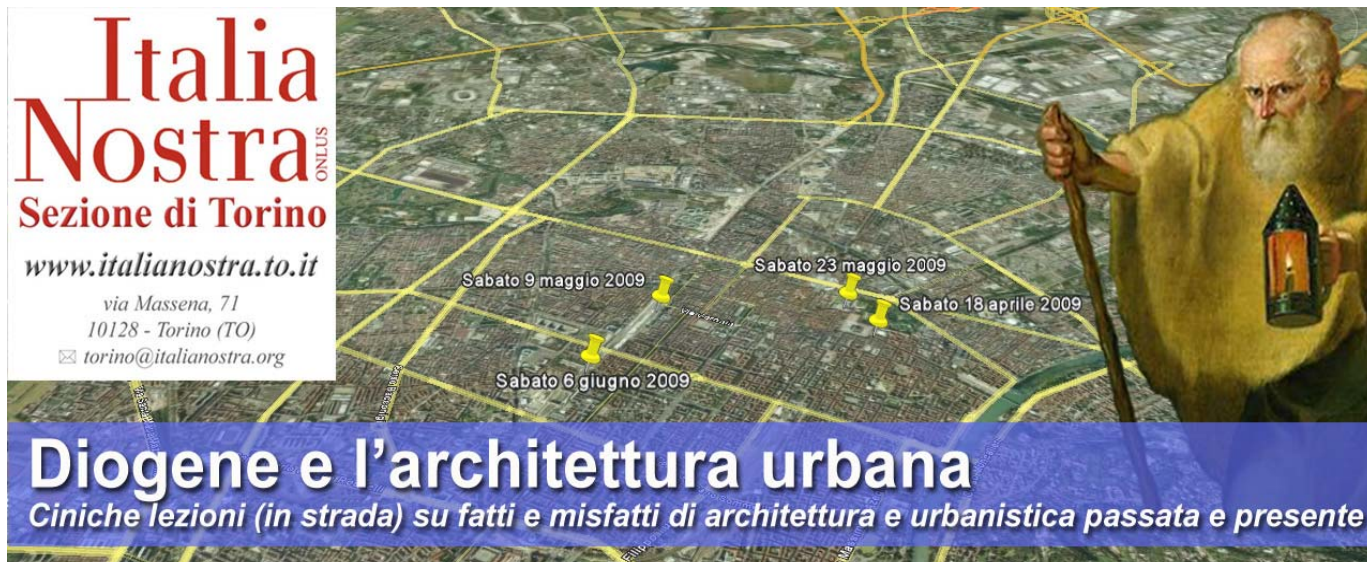 Italia
Nostra
ONLUS
Sezione di Torino
www.italianostra.to.it
via Massena, 71
10128 - Torino (TO)
✉ torino@italianostra.org
Sabato 9 maggio 2009
Sabato 23 maggio 2009
Sabato 18 aprile 2009
Sabato 6 giugno 2009
Diogene e l’architettura urbana
Ciniche lezioni (in strada) su fatti e misfatti di architettura e urbanistica passata e presente